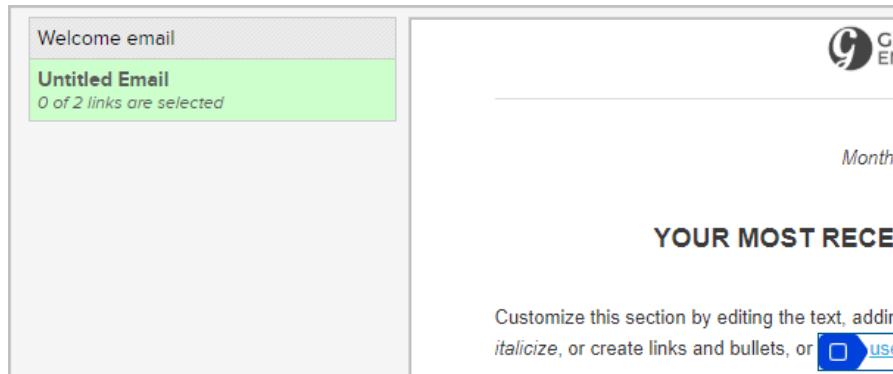 Welcome email
Untitled Email
0 of 2 links are selected
YOUR MOST RECE
Customize this section by editing the text, addin
italicize, or create links and bullets, or use
Month